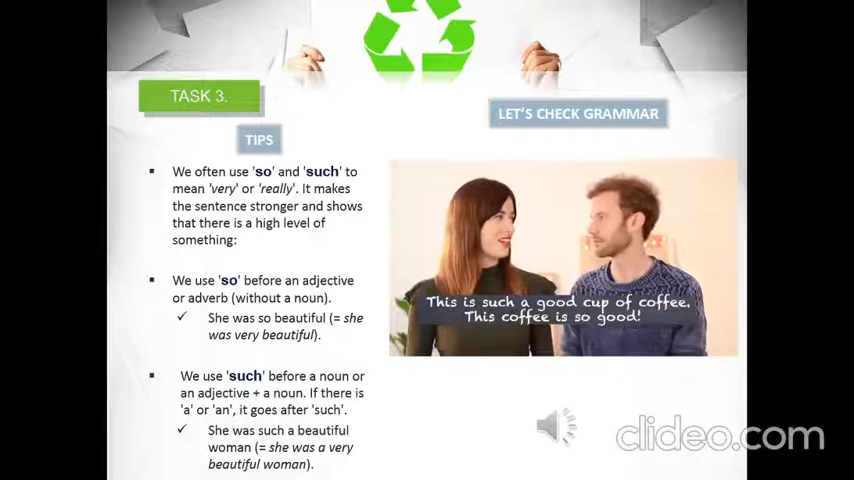 TASK 3.
LET'S CHECK GRAMMAR
TIPS
We often use 'so' and 'such' to
mean 'very' or 'really'. It makes
the sentence stronger and shows
that there is a high level of
something:
We use 'so' before an adjective
or adverb (without a noun).
She was so beautiful (= she
was very beautiful).
We use 'such' before a noun or
an adjective + a noun. If there is
'a' or 'an', it goes after 'such'.
She was such a beautiful
woman (= she was a very
beautiful woman).
This is such a good cup of coffee.
This coffee is so good!
clideo.com